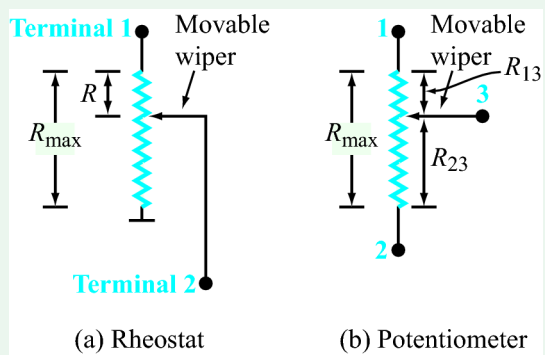 Terminal 1
Movable
wiper
R
Rmax
Terminal 2
(a) Rheostat
1
Movable
wiper
R13
3
Rmax
R23
2
(b) Potentiometer